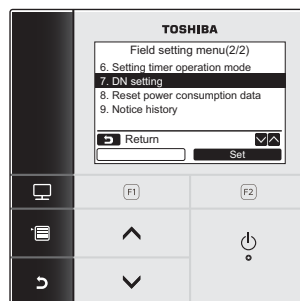 TOSHIBA
Field setting menu(2/2)
6. Setting timer operation mode
7. DN setting
8. Reset power consumption data
9. Notice history
Return
Set
F1
F2